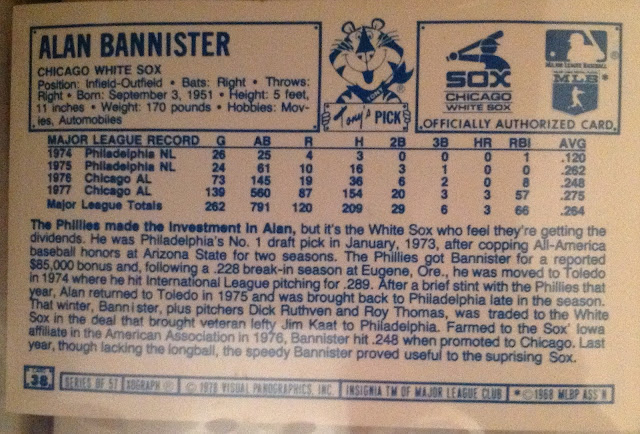 ALAN BANNISTER
CHICAGO WHITE SOX
Position: Infield-Outfield • Bats: Right • Throws:
Right • Born: September 3, 1951 • Height: 5 feet,
11 inches • Weight: 170 pounds • Hobbies: Mov-
ies, Automobiles
Tony's PICK
SOX
CHICAGO
WHITE SOX
MAJOR LEAGUE BASEBALL
MLB
OFFICIALLY AUTHORIZED CARD
MAJOR LEAGUE RECORD G AB R H 2B 3B HR RBI AVG
1974 Philadelphia NL 26 25 4 3 0 0 0 1 .120
1975 Philadelphia NL 24 61 10 16 3 1 0 0 .262
1976 Chicago AL 73 145 19 36 6 2 0 8 .248
1977 Chicago AL 139 560 87 154 20 3 3 57 .275
Major League Totals 262 791 120 209 29 6 3 66 .264
The Phillies made the investment in Alan, but it's the White Sox who feel they're getting the
dividends. He was Philadelphia's No. 1 draft pick in January, 1973, after copping All-America
baseball honors at Arizona State for two seasons. The Phillies got Bannister for a reported
$85,000 bonus and, following a .228 break-in season at Eugene, Ore., he was moved to Toledo
in 1974 where he hit International League pitching for .289. After a brief stint with the Phillies that
year, Alan returned to Toledo in 1975 and was brought back to Philadelphia late in the season.
That winter, Bannister, plus pitchers Dick Ruthven and Roy Thomas, was traded to the White
Sox in the deal that brought veteran lefty Jim Kaat to Philadelphia. Farmed to the Sox' Iowa
affiliate in the American Association in 1976, Bannister hit .248 when promoted to Chicago. Last
year, though lacking the longball, the speedy Bannister proved useful to the suprising Sox.
CARD 38 SERIES OF 57 XOGRAPH ® © 1978 VISUAL PANOGRAPHICS, INC. INSIGNIA TM OF MAJOR LEAGUE CLUB * © 1968 MLBP ASS'N